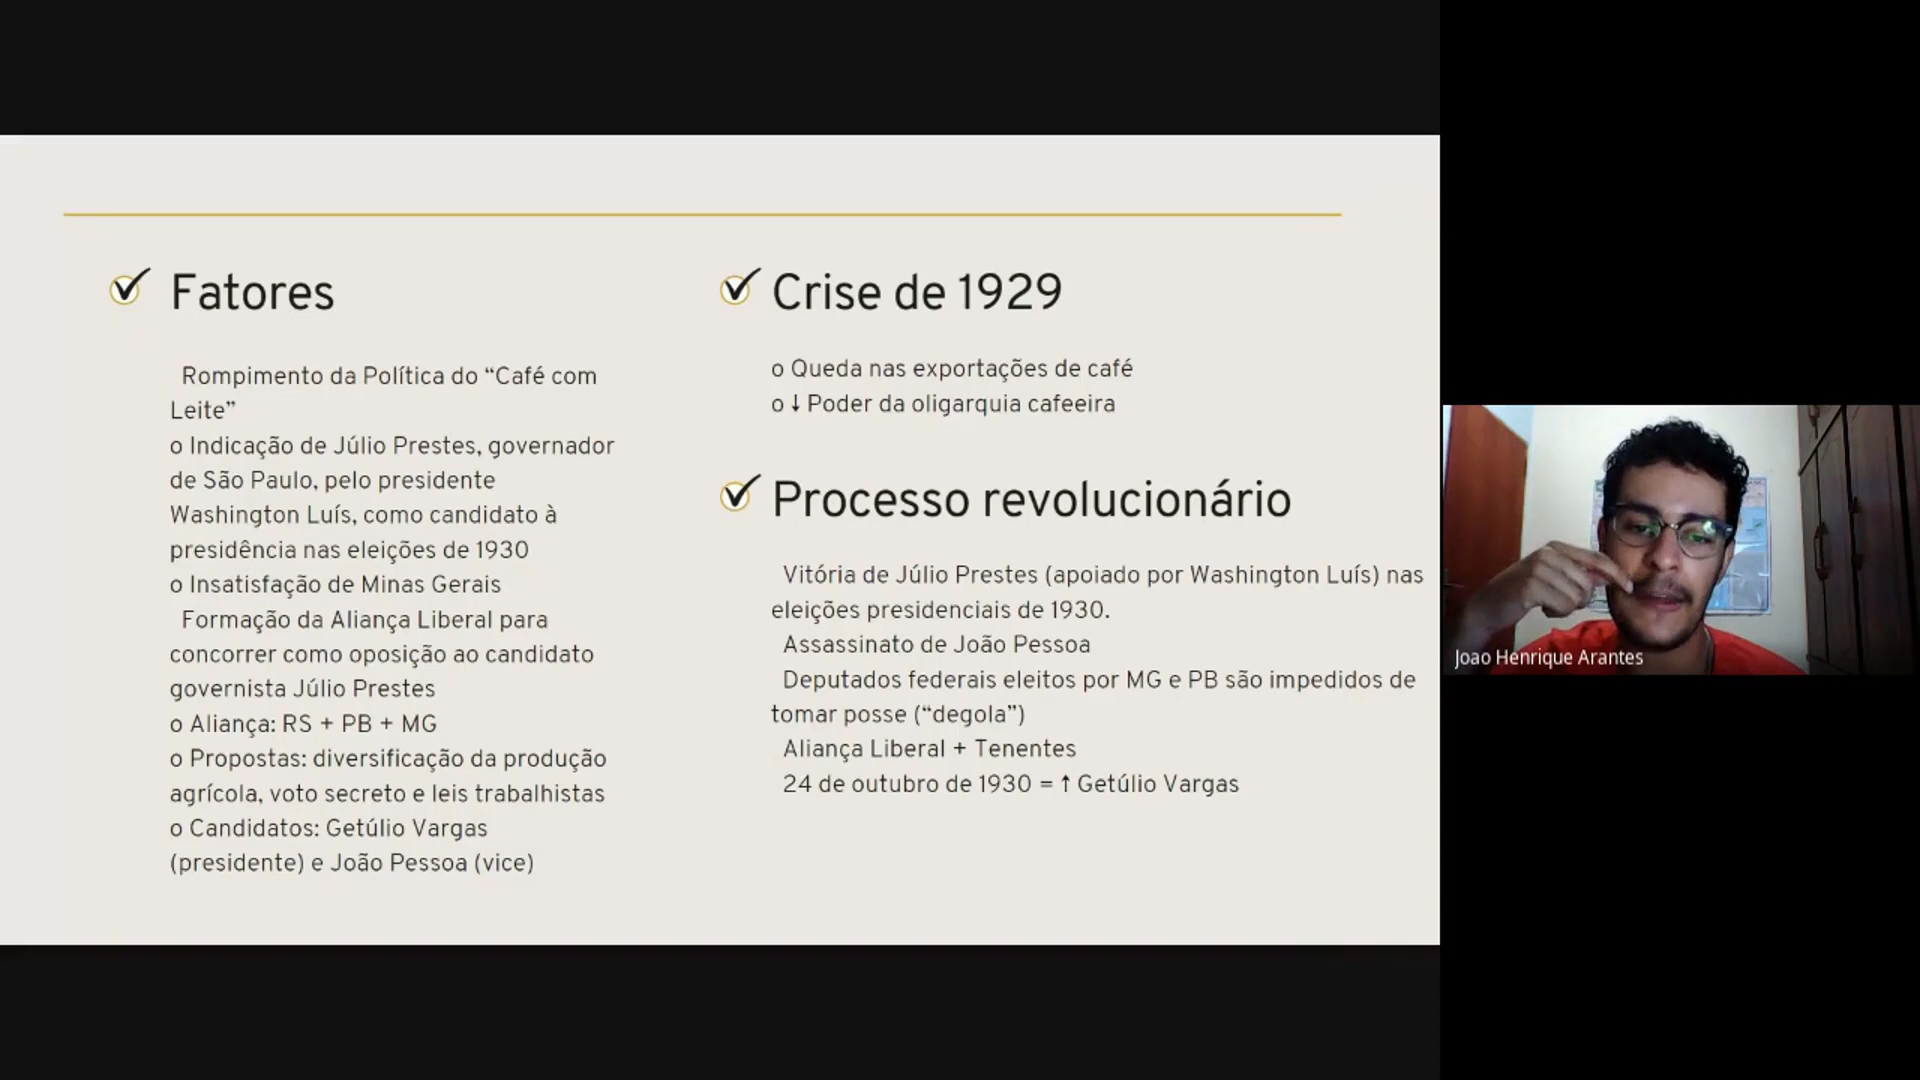 Fatores
Rompimento da Política do “Café com
Leite”
o Indicação de Júlio Prestes, governador
de São Paulo, pelo presidente
Washington Luís, como candidato à
presidência nas eleições de 1930
o Insatisfação de Minas Gerais
Formação da Aliança Liberal para
concorrer como oposição ao candidato
governista Júlio Prestes
o Aliança: RS + PB + MG
o Propostas: diversificação da produção
agrícola, voto secreto e leis trabalhistas
o Candidatos: Getúlio Vargas
(presidente) e João Pessoa (vice)
Crise de 1929
o Queda nas exportações de café
o ↓ Poder da oligarquia cafeeira
Processo revolucionário
Vitória de Júlio Prestes (apoiado por Washington Luís) nas
eleições presidenciais de 1930.
Assassinato de João Pessoa
Deputados federais eleitos por MG e PB são impedidos de
tomar posse (“degola”)
Aliança Liberal + Tenentes
24 de outubro de 1930 = ↑ Getúlio Vargas
Joao Henrique Arantes